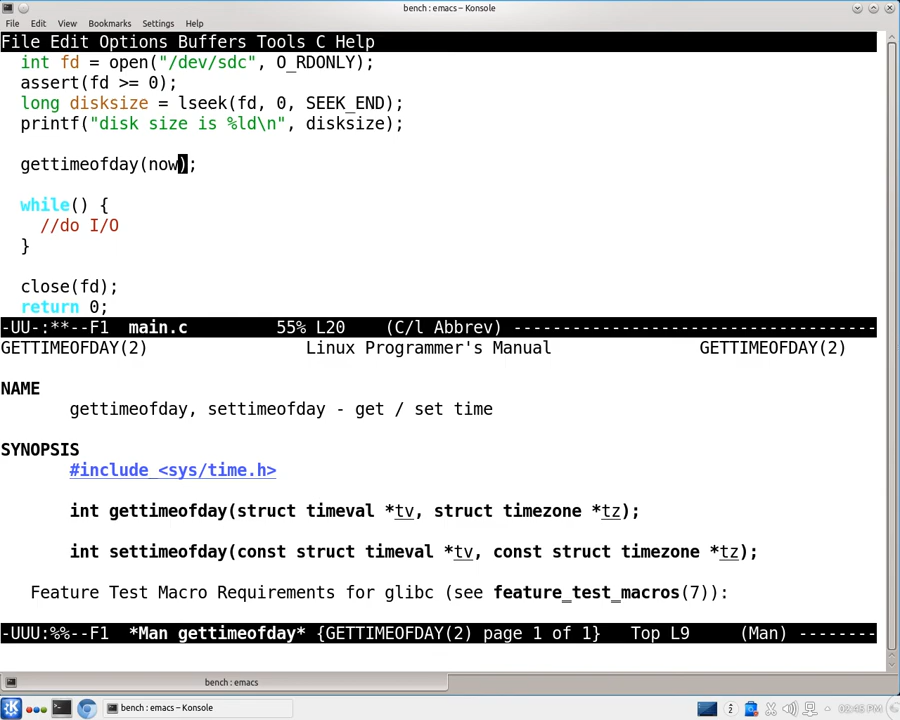 bench : emacs – Konsole
File Edit View Bookmarks Settings Help
File Edit Options Buffers Tools C Help
int fd = open("/dev/sdc", O_RDONLY);
assert(fd >= 0);
long disksize = lseek(fd, 0, SEEK_END);
printf("disk size is %ld\n", disksize);
gettimeofday(now);
while() {
//do I/O
}
close(fd);
return 0;
-UU-:**--F1 main.c 55% L20 (C/l Abbrev) -------------------------------------
GETTIMEOFDAY(2) Linux Programmer's Manual GETTIMEOFDAY(2)
NAME
gettimeofday, settimeofday - get / set time
SYNOPSIS
#include <sys/time.h>
int gettimeofday(struct timeval *tv, struct timezone *tz);
int settimeofday(const struct timeval *tv, const struct timezone *tz);
Feature Test Macro Requirements for glibc (see feature_test_macros(7)):
-UUU:%%--F1 *Man gettimeofday* {GETTIMEOFDAY(2) page 1 of 1} Top L9 (Man) --------
bench : emacs
bench : emacs – Konsole
2
02:45 PM